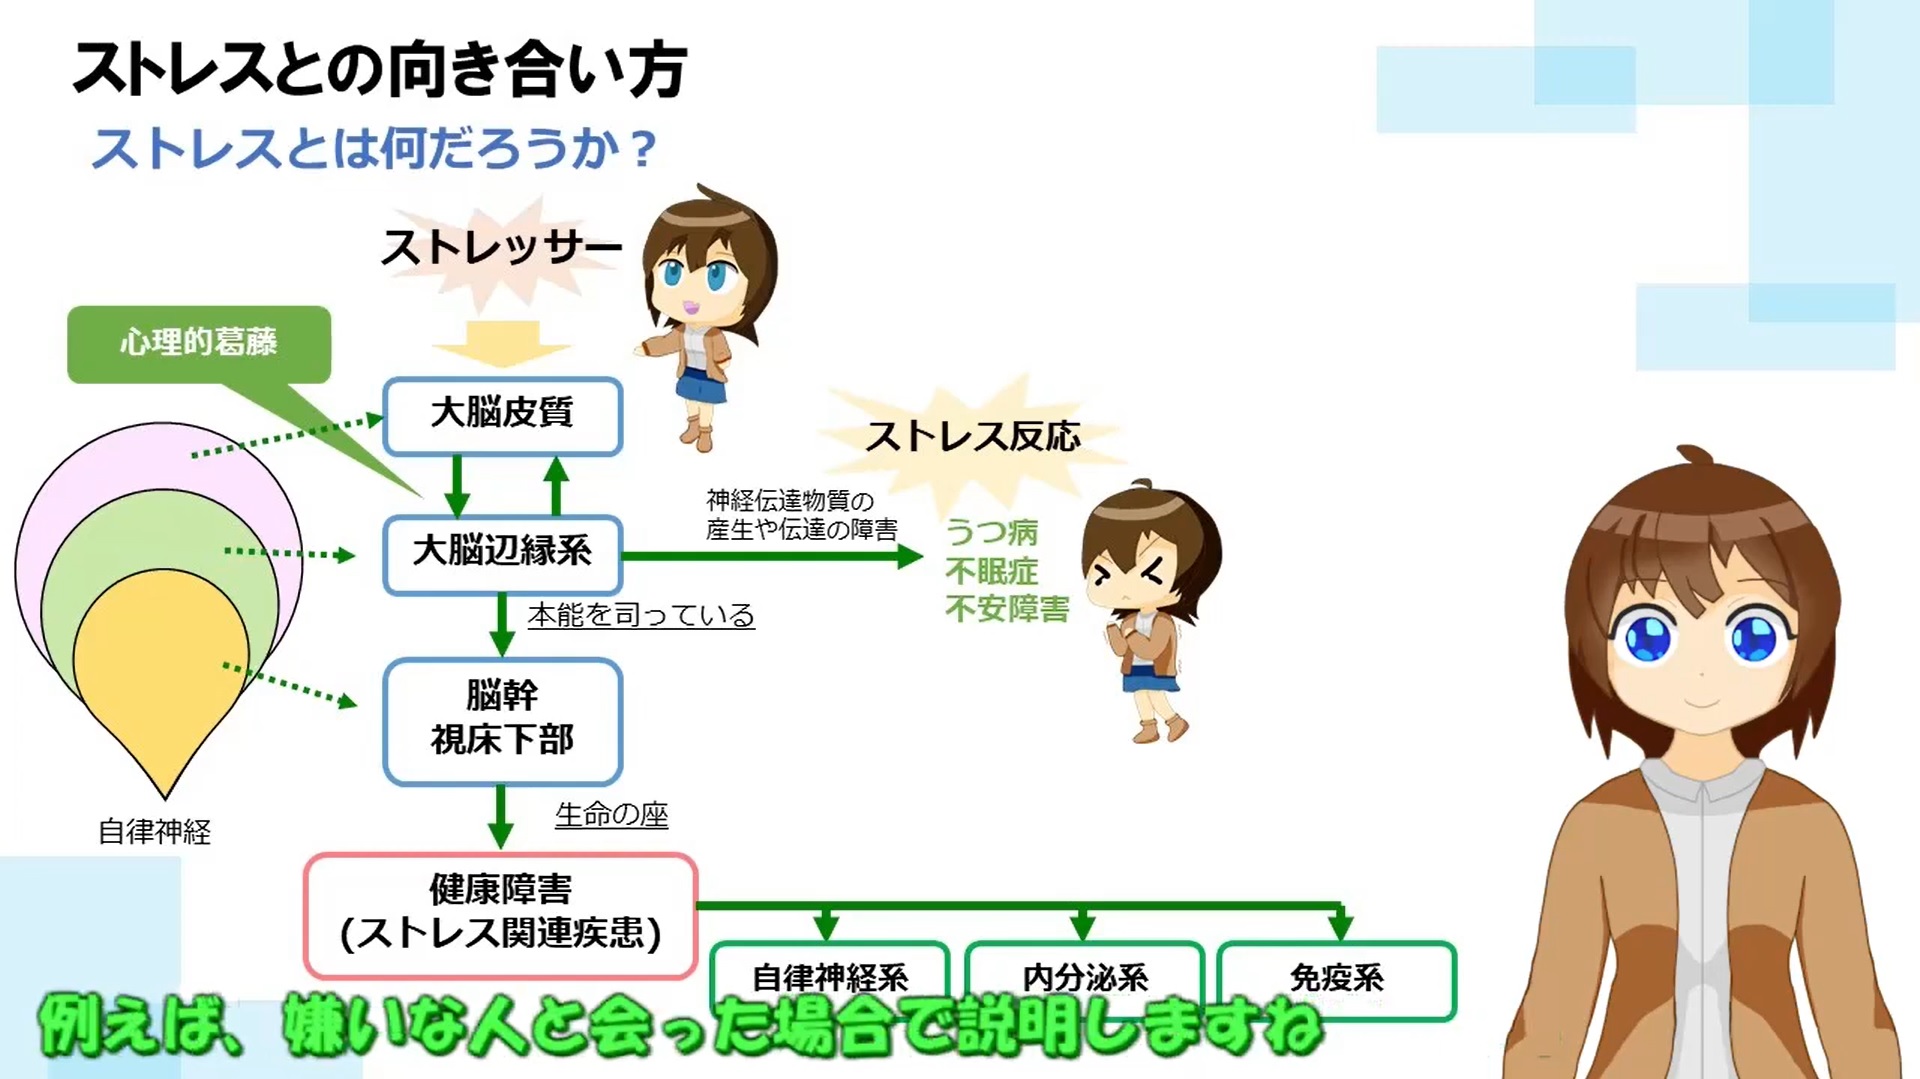 ストレスとの向き合い方
ストレスとは何だろうか？
ストレッサー
心理的葛藤
大脳皮質
ストレス反応
神経伝達物質の
産生や伝達の障害
大脳辺縁系
うつ病
不眠症
不安障害
本能を司っている
脳幹
視床下部
生命の座
自律神経
健康障害
(ストレス関連疾患)
自律神経系
内分泌系
免疫系
例えば、嫌いな人と会った場合で説明しますね